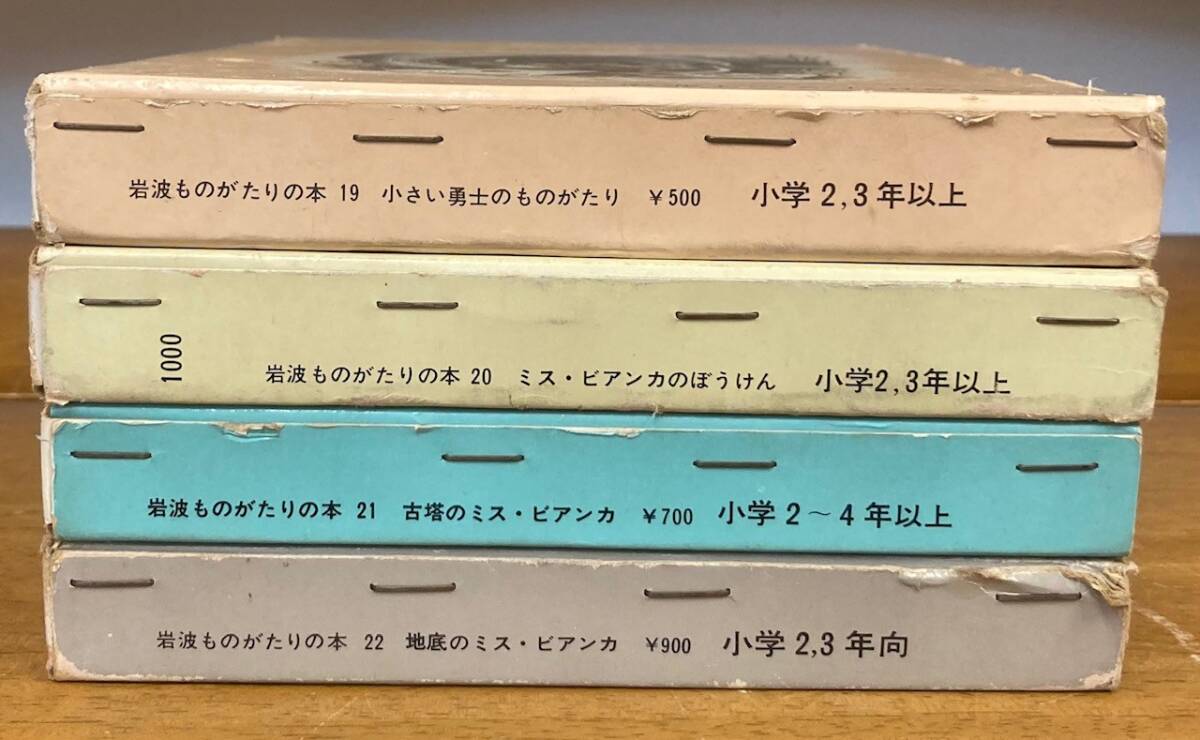 岩波ものがたりの本 19 小さい勇士のものがたり ¥500 小学2,3年以上
1000
岩波ものがたりの本 20 ミス・ビアンカのぼうけん 小学2,3年以上
岩波ものがたりの本 21 古塔のミス・ビアンカ ¥700 小学2~4年以上
岩波ものがたりの本 22 地底のミス・ビアンカ ¥900 小学2,3年向